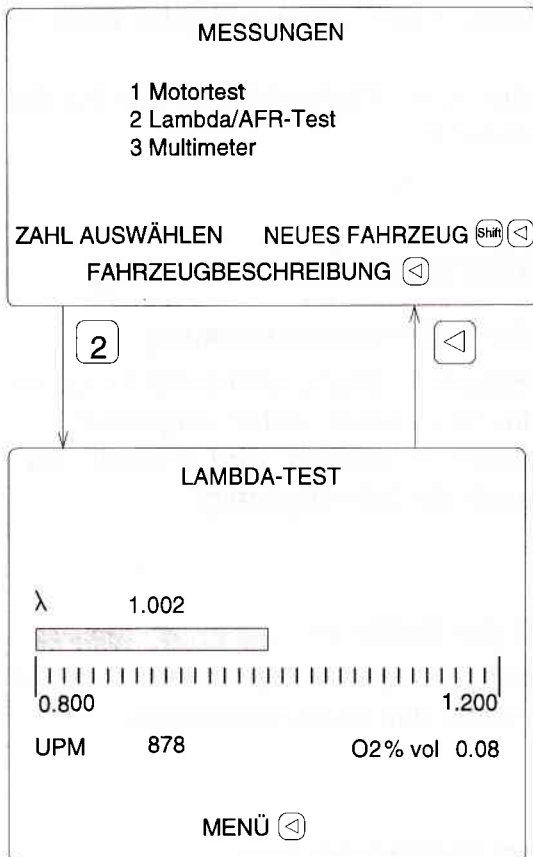 MESSUNGEN
1 Motortest
2 Lambda/AFR-Test
3 Multimeter
ZAHL AUSWÄHLEN NEUES FAHRZEUG Shift ◁
FAHRZEUGBESCHREIBUNG ◁
2 ◁
LAMBDA-TEST
λ 1.002
0.800 1.200
UPM 878 O2% vol 0.08
MENÜ ◁